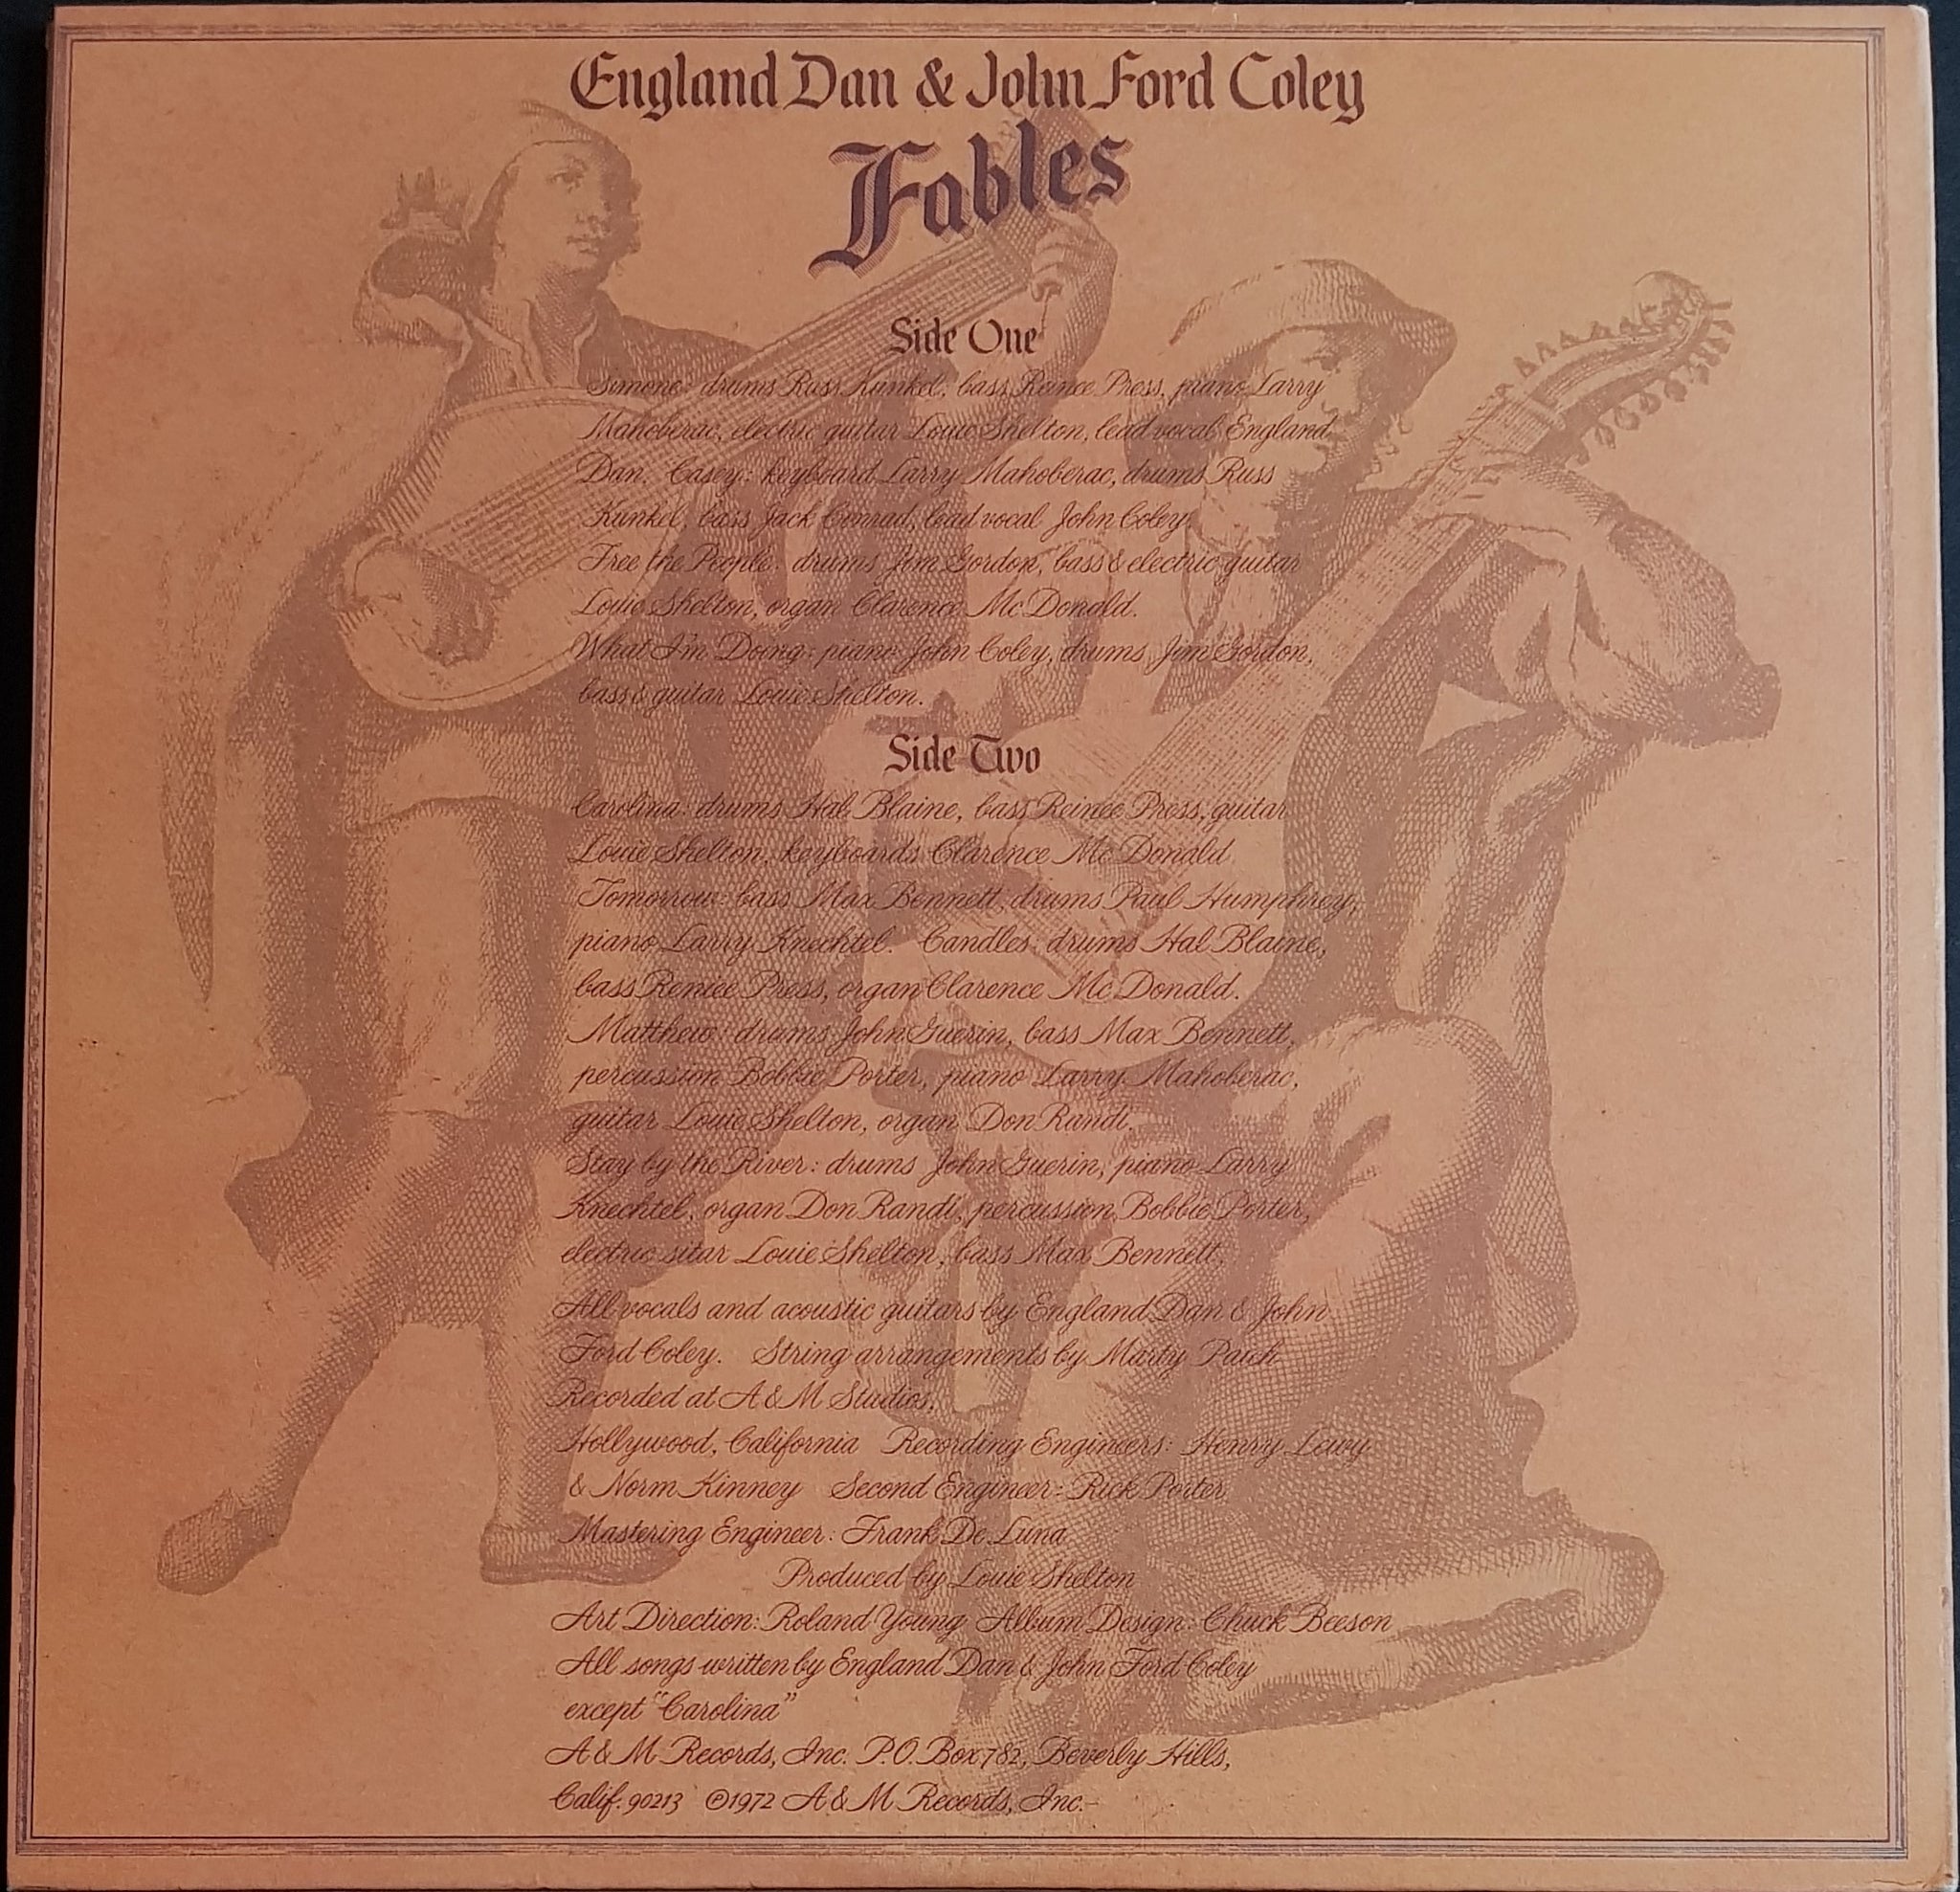 England Dan & John Ford Coley
Fables
Side One
Simone: drums Russ Kunkel, bass Reinee Press, piano Larry
Mahoberac, electric guitar Louie Shelton, lead vocal England
Dan. Casey: keyboard Larry Mahoberac, drums Russ
Kunkel, bass Jack Conrad, lead vocal John Coley.
Free the People: drums Jim Gordon, bass & electric guitar
Louie Shelton, organ Clarence Mc Donald.
What I'm Doing: piano John Coley, drums Jim Gordon,
bass & guitar Louie Shelton.
Side Two
Carolina: drums Hal Blaine, bass Reinee Press, guitar
Louie Shelton, keyboards Clarence Mc Donald.
Tomorrow: bass Max Bennett, drums Paul Humphrey,
piano Larry Knechtel. Candles: drums Hal Blaine,
bass Reniee Press, organ Clarence Mc Donald.
Matthew: drums John Guerin, bass Max Bennett,
percussion Bobbie Porter, piano Larry Mahoberac,
guitar Louie Shelton, organ Don Randi.
Stay by the River: drums John Guerin, piano Larry
Knechtel, organ Don Randi, percussion Bobbie Porter,
electric sitar Louie Shelton, bass Max Bennett.
All vocals and acoustic guitars by England Dan & John
Ford Coley. String arrangements by Marty Paich
Recorded at A & M Studios,
Hollywood, California Recording Engineers: Henry Lewy
& Norm Kinney Second Engineer: Rick Porter
Mastering Engineer: Frank De Luna
Produced by Louie Shelton
Art Direction: Roland Young Album Design: Chuck Beeson
All songs written by England Dan & John Ford Coley
except "Carolina"
A & M Records, Inc. P.O. Box 782, Beverly Hills,
Calif. 90213 ℗1972 A & M Records, Inc.